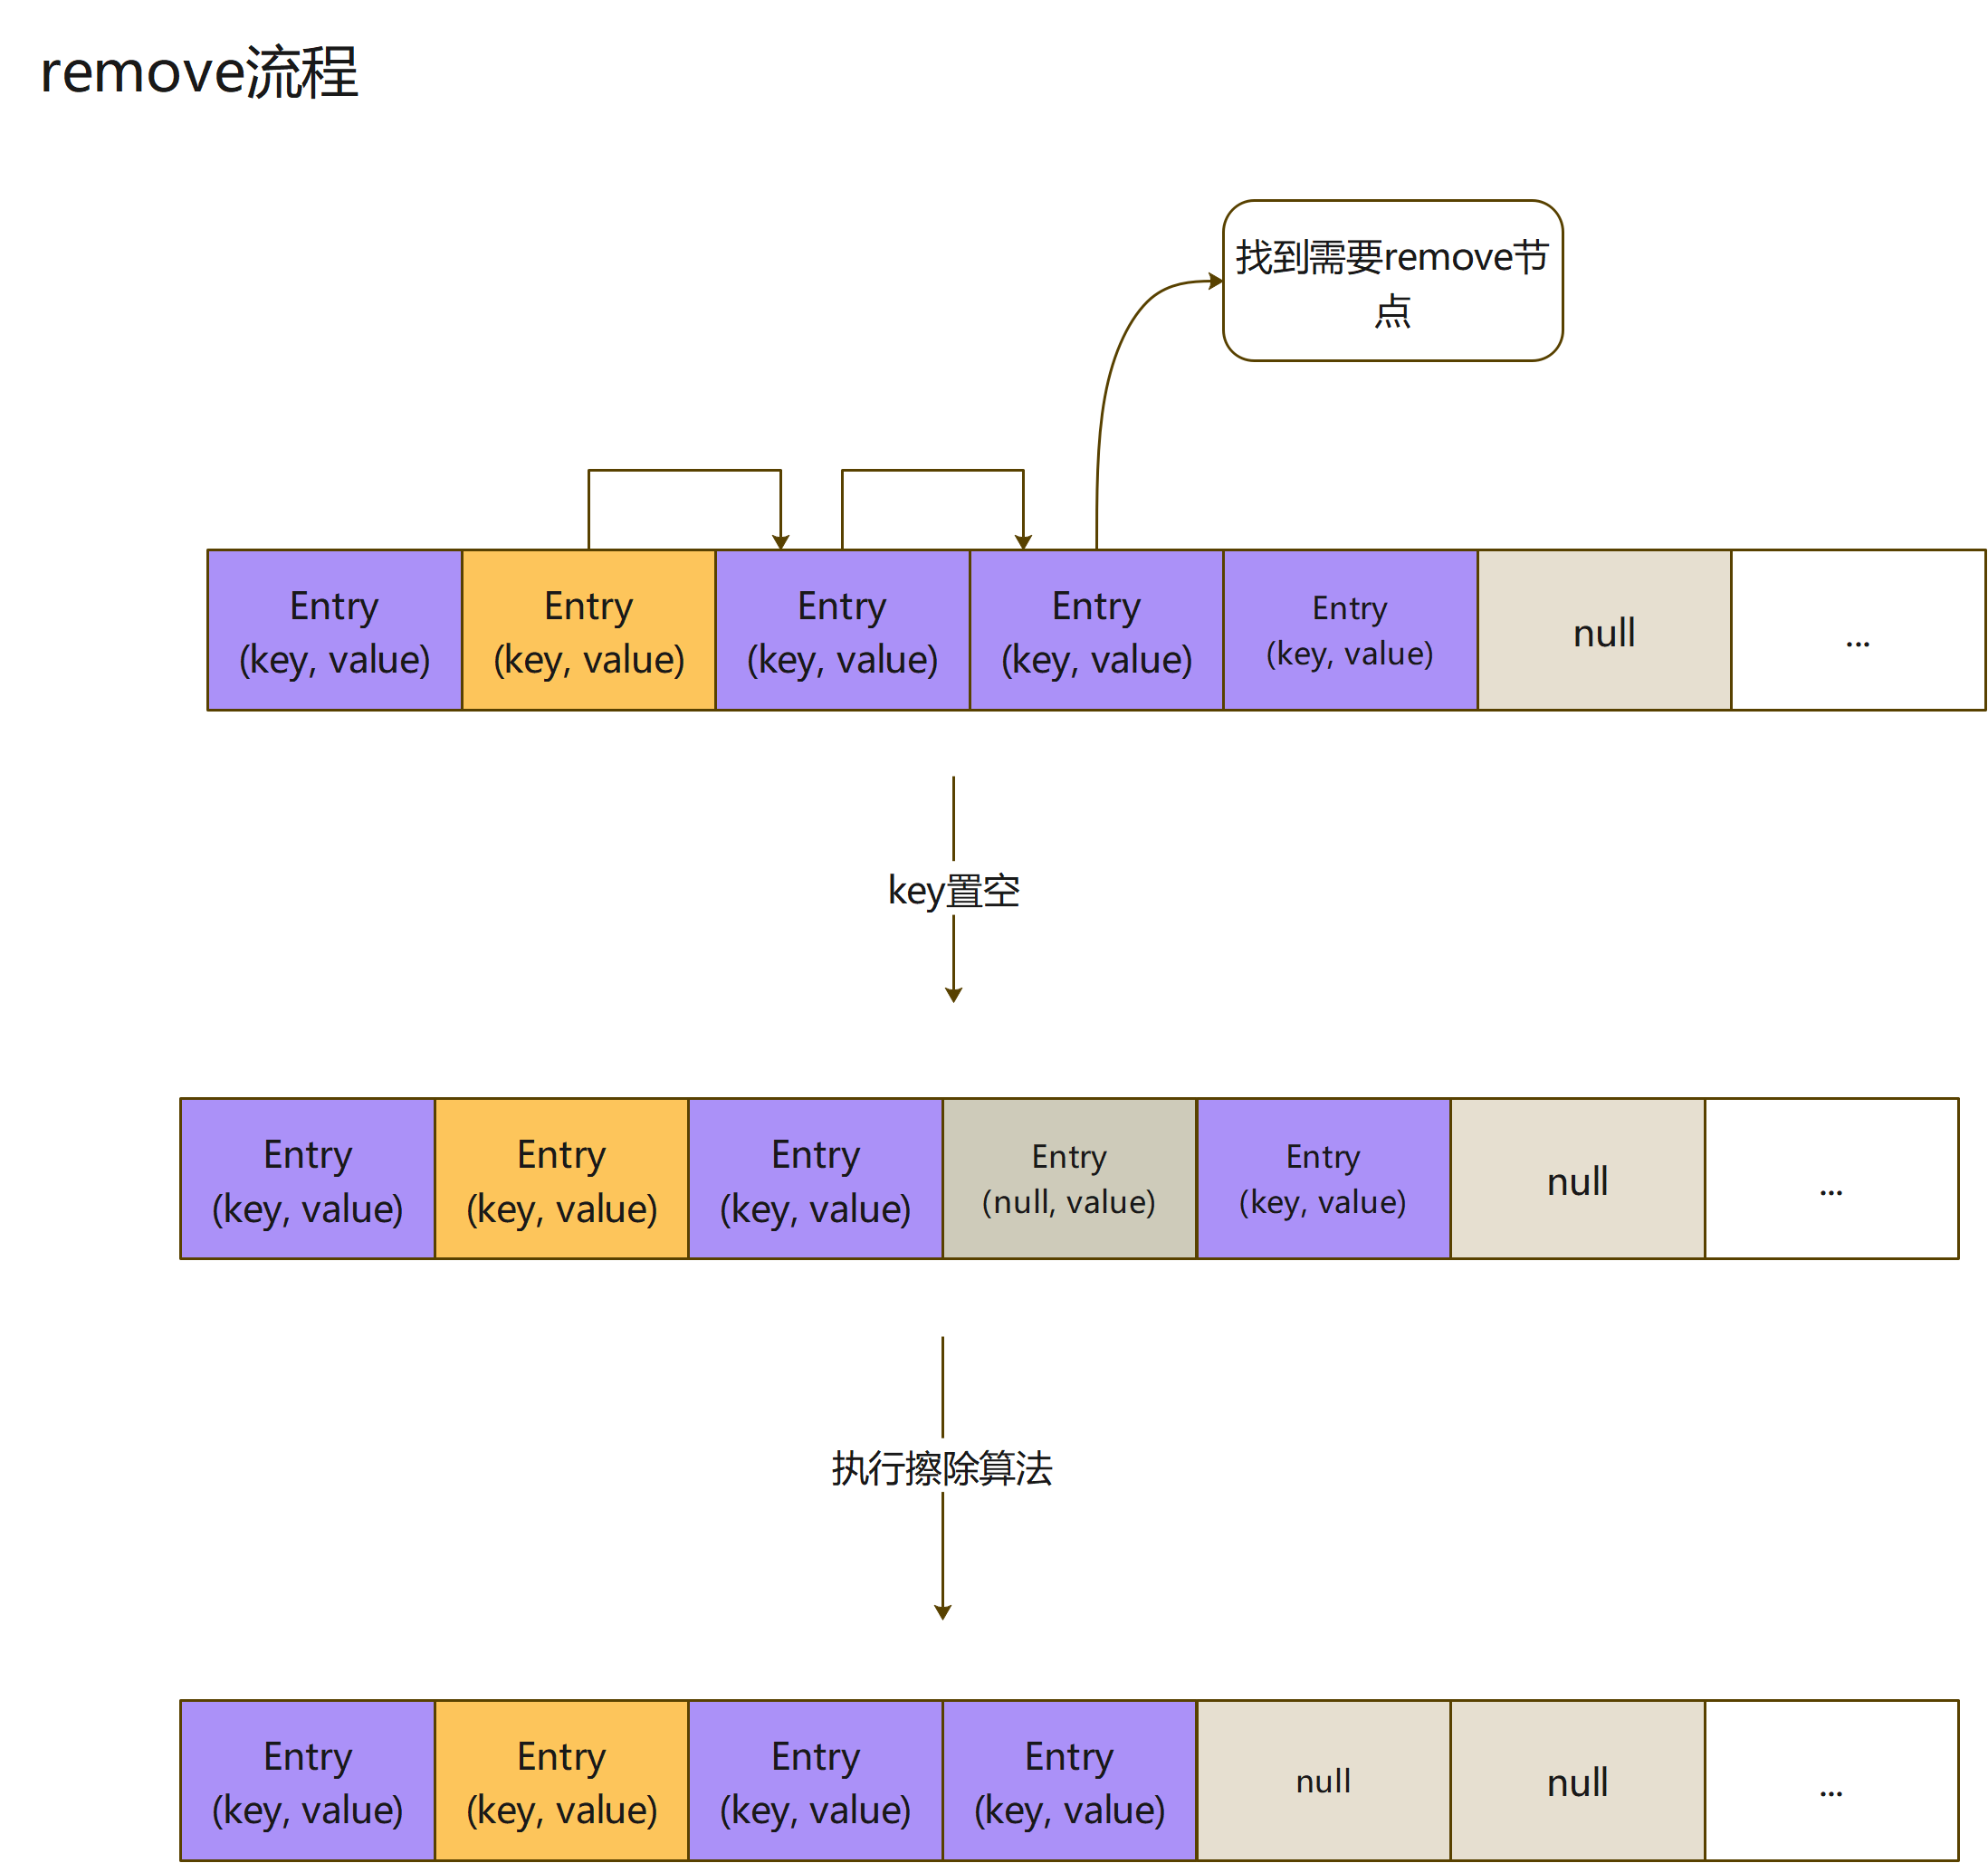 remove流程
找到需要remove节
点
Entry
(key, value)
Entry
(key, value)
Entry
(key, value)
Entry
(key, value)
Entry
(key, value)
null
...
key置空
Entry
(key, value)
Entry
(key, value)
Entry
(key, value)
Entry
(null, value)
Entry
(key, value)
null
...
执行擦除算法
Entry
(key, value)
Entry
(key, value)
Entry
(key, value)
Entry
(key, value)
null
null
...